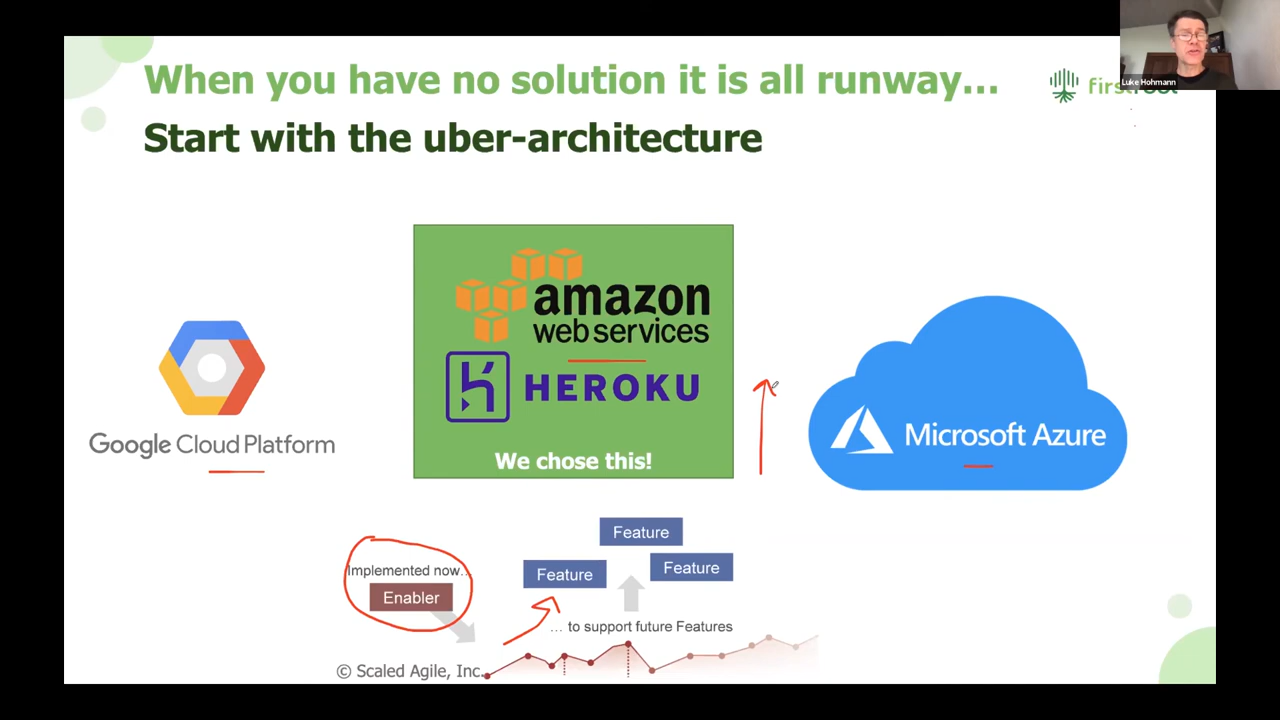 When you have no solution it is all runway...
Luke Hohmann
Start with the uber-architecture
amazon
web services
HEROKU
We chose this!
Google Cloud Platform
Microsoft Azure
Feature
Feature
Feature
Implemented now...
Enabler
... to support future Features
© Scaled Agile, Inc.